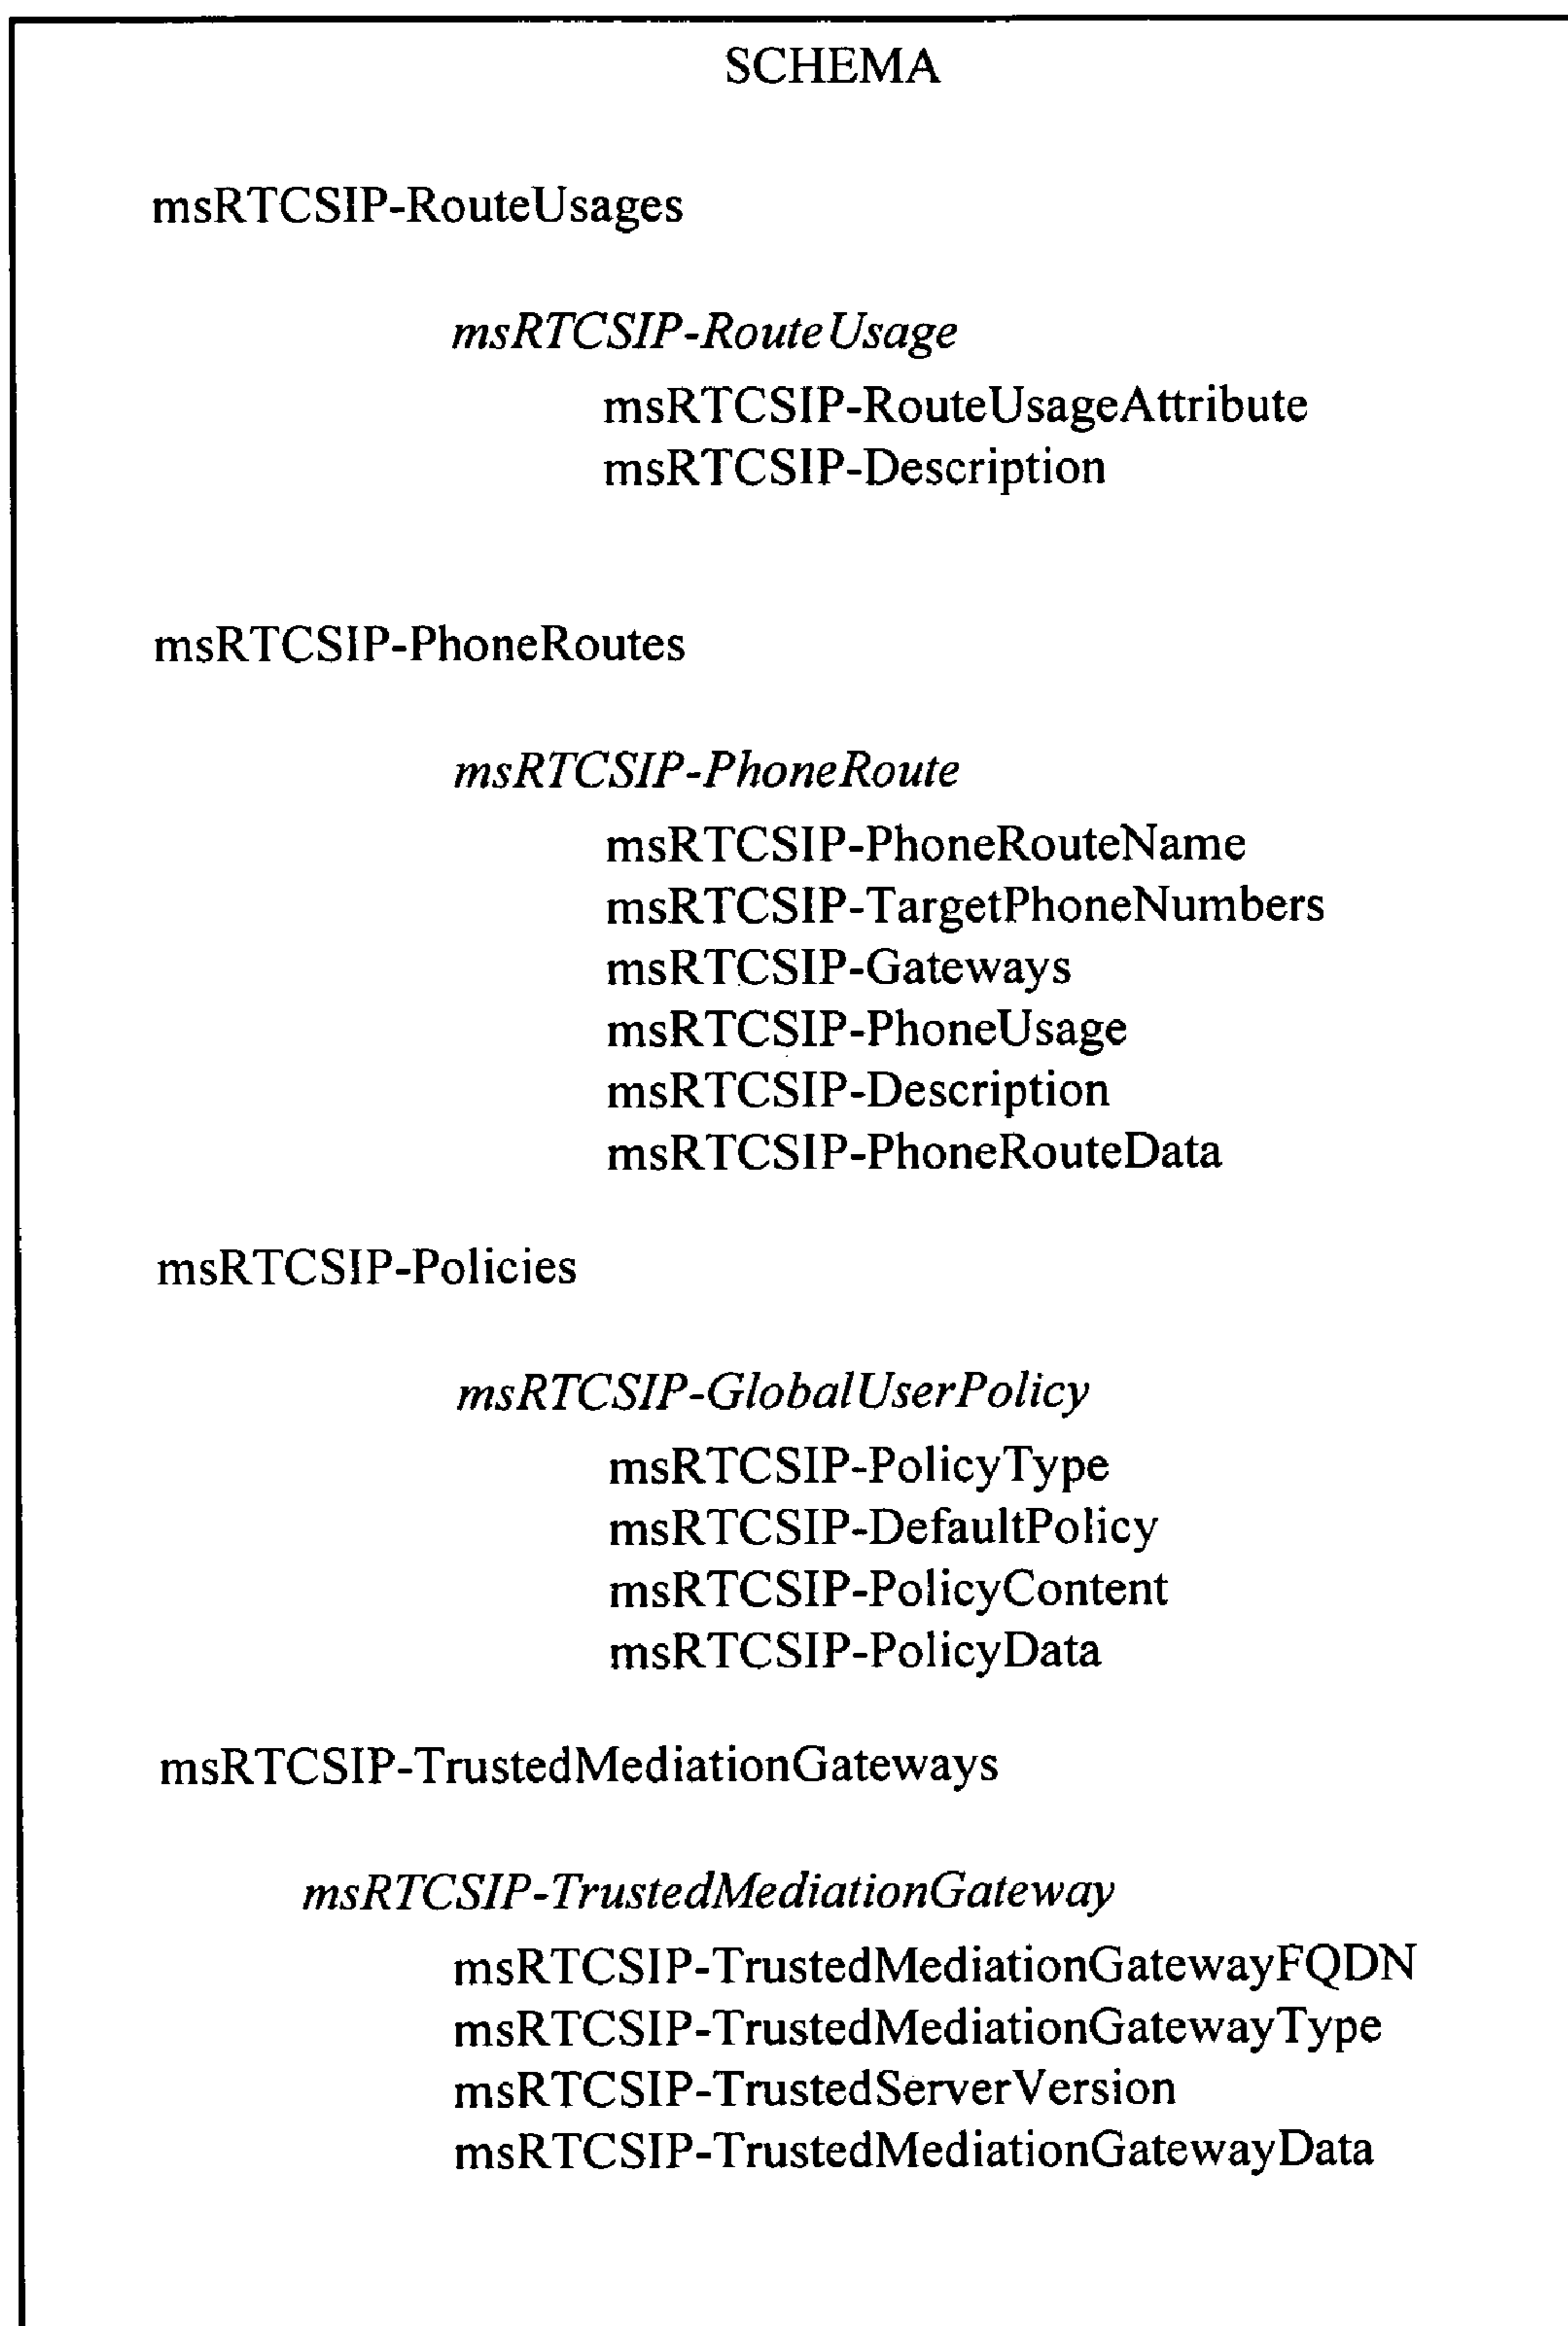 SCHEMA
msRTCSIP-RouteUsages
msRTCSIP-RouteUsage
msRTCSIP-RouteUsageAttribute
msRTCSIP-Description
msRTCSIP-PhoneRoutes
msRTCSIP-PhoneRoute
msRTCSIP-PhoneRouteName
msRTCSIP-TargetPhoneNumbers
msRTCSIP-Gateways
msRTCSIP-PhoneUsage
msRTCSIP-Description
msRTCSIP-PhoneRouteData
msRTCSIP-Policies
msRTCSIP-GlobalUserPolicy
msRTCSIP-PolicyType
msRTCSIP-DefaultPolicy
msRTCSIP-PolicyContent
msRTCSIP-PolicyData
msRTCSIP-TrustedMediationGateways
msRTCSIP-TrustedMediationGateway
msRTCSIP-TrustedMediationGatewayFQDN
msRTCSIP-TrustedMediationGatewayType
msRTCSIP-TrustedServerVersion
msRTCSIP-TrustedMediationGatewayData